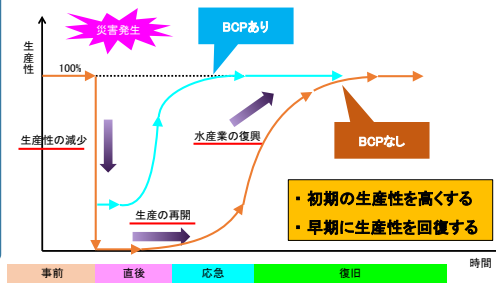 災害発生
BCPあり
生産性
100%
生産性の減少
水産業の復興
BCPなし
生産の再開
・ 初期の生産性を高くする
・ 早期に生産性を回復する
時間
事前
直後
応急
復旧